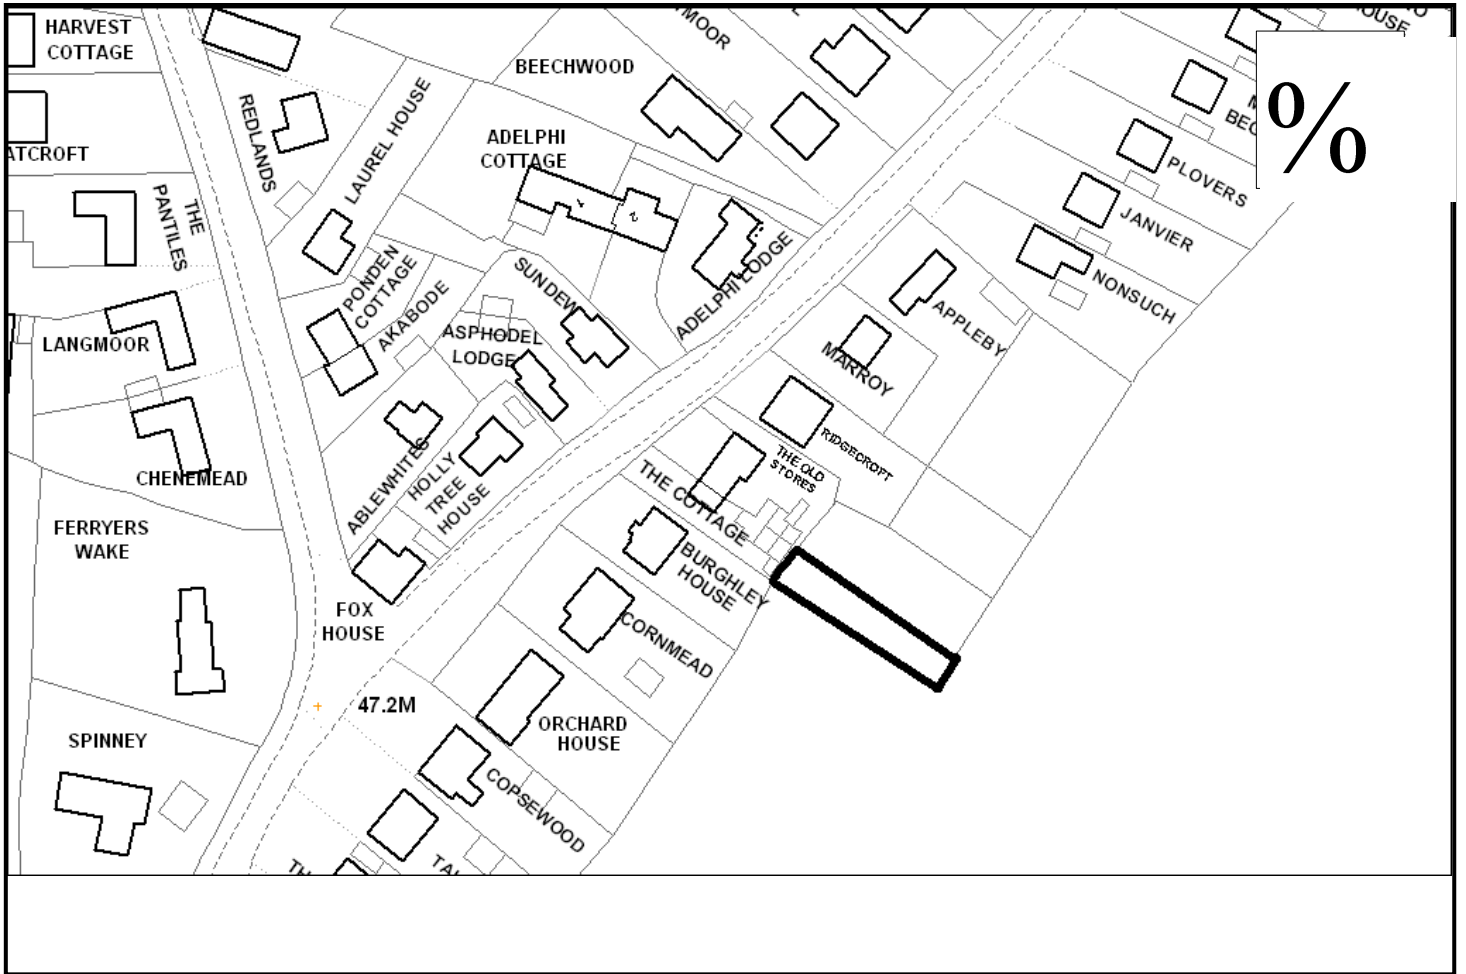 HARVEST
COTTAGE
BEECHWOOD
REDLANDS
LAUREL HOUSE
ADELPHI
COTTAGE
4
2
%
PLOVERS
JANVIER
NONSUCH
THE
PANTILES
PONDEN
COTTAGE
AKABODE
SUNDEW
ADELPHI LODGE
APPLEBY
MARROY
LANGMOOR
ASPHODEL
LODGE
RIDGECROFT
THE OLD
STORES
THE COTTAGE
CHENEMEAD
ABLEWHITES
HOLLY
TREE
HOUSE
FERRYERS
WAKE
BURGHLEY
HOUSE
FOX
HOUSE
CORNMEAD
47.2M
ORCHARD
HOUSE
SPINNEY
COPSEWOOD